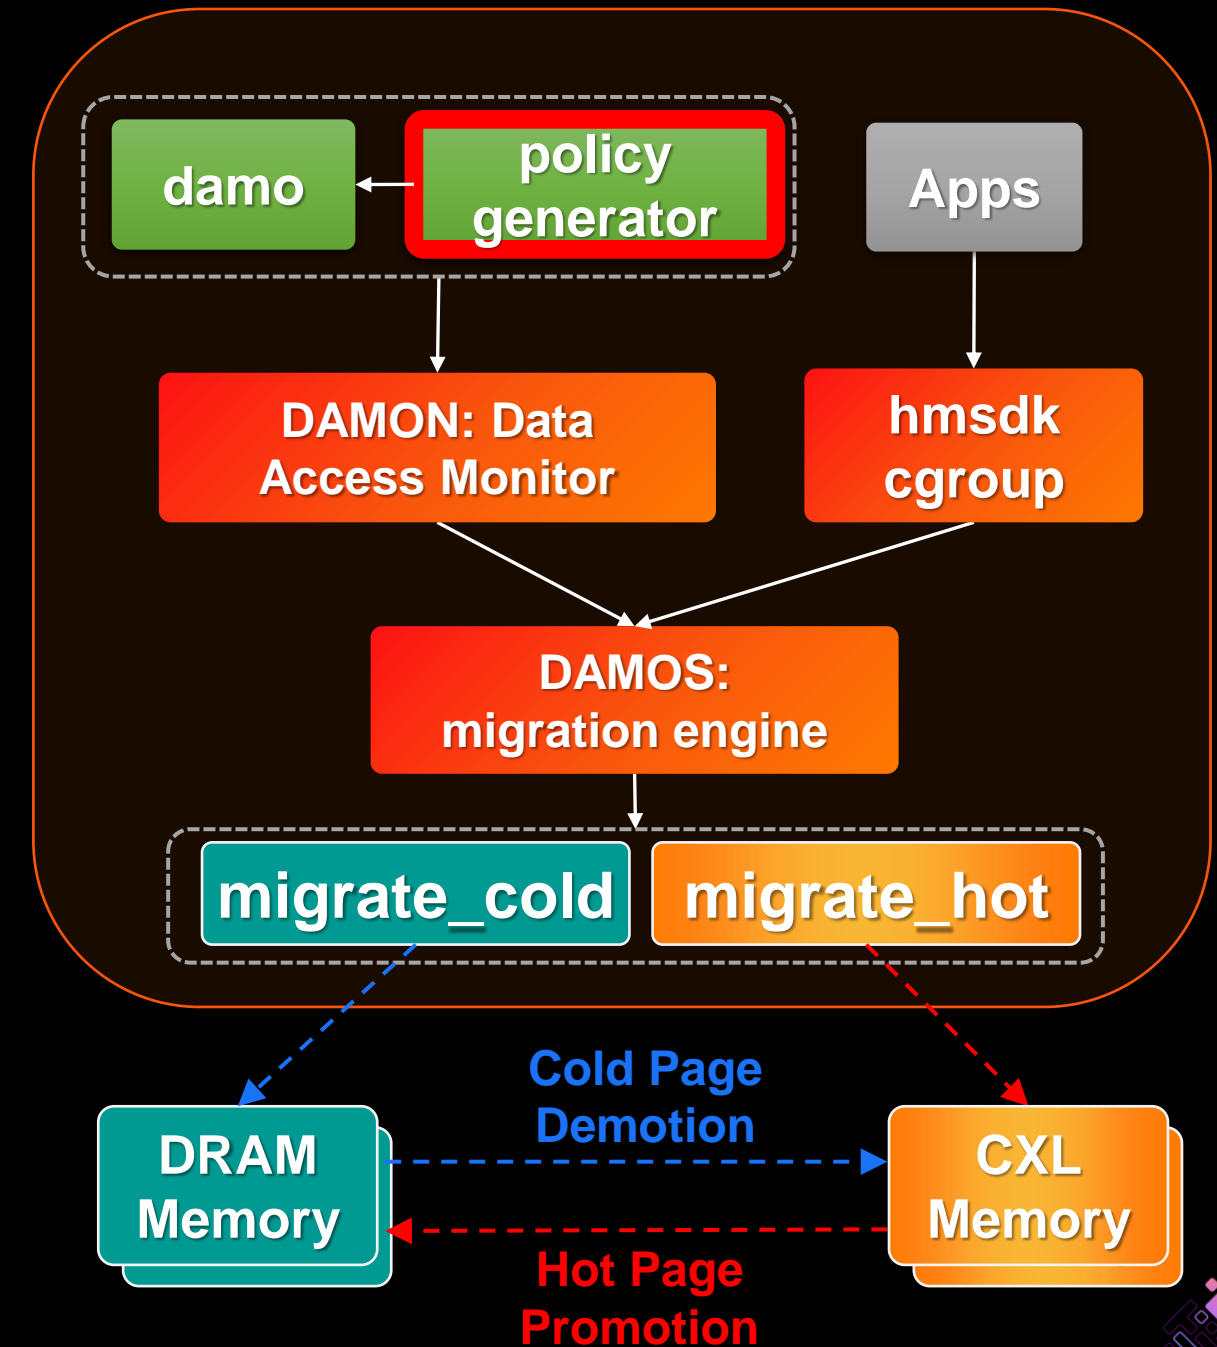 damo
policy
generator
Apps
DAMON: Data
Access Monitor
hmsdk
cgroup
DAMOS:
migration engine
migrate_cold
migrate_hot
Cold Page
Demotion
DRAM
Memory
CXL
Memory
Hot Page
Promotion